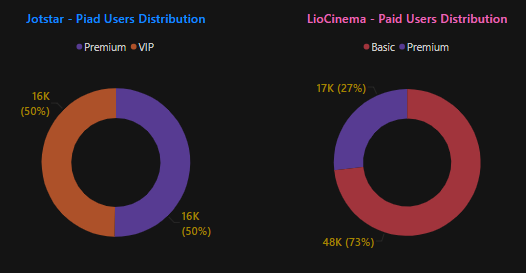 Jotstar - Piad Users Distribution
Premium VIP
16K
(50%)
16K
(50%)
LioCinema - Paid Users Distribution
Basic Premium
17K (27%)
48K (73%)